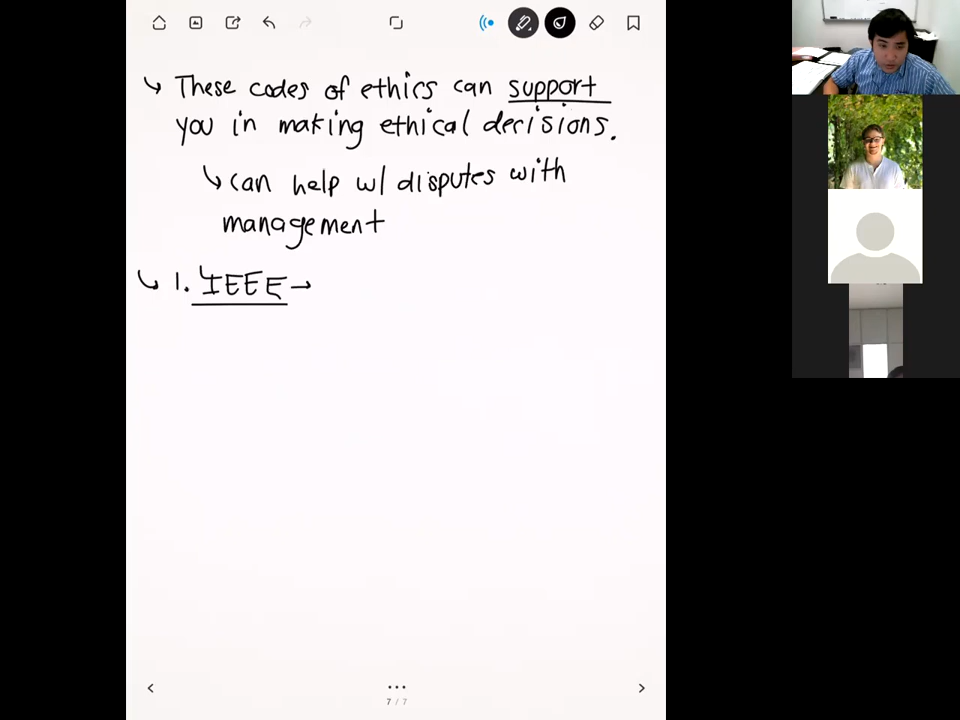 ↳ These codes of ethics can support
you in making ethical decisions.
↳ can help w/ disputes with
management
↳ 1. IEEE →
7 / 7